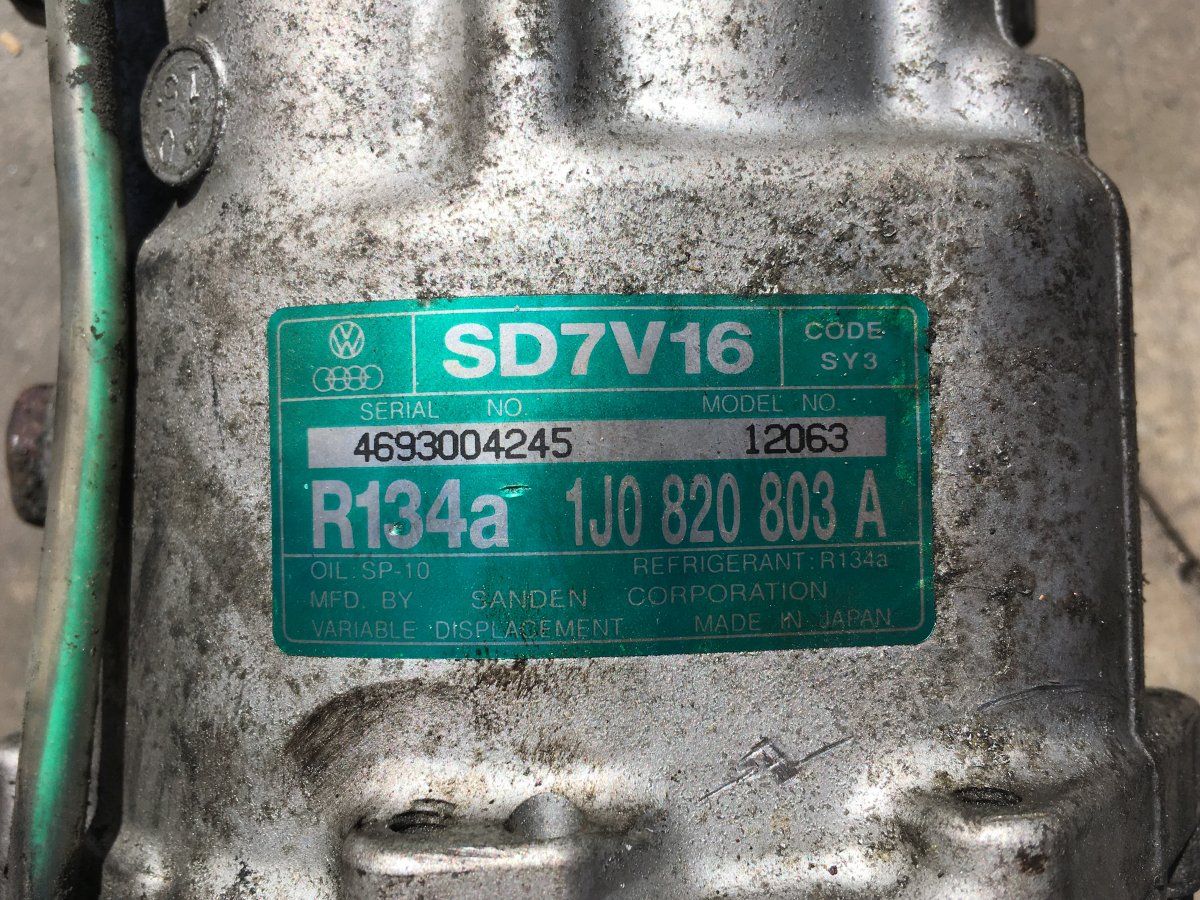 SD7V16
CODE
SY3
SERIAL NO. MODEL NO.
4693004245 12063
R134a 1J0 820 803 A
OIL: SP-10 REFRIGERANT: R134a
MFD. BY SANDEN CORPORATION
VARIABLE DISPLACEMENT MADE IN JAPAN